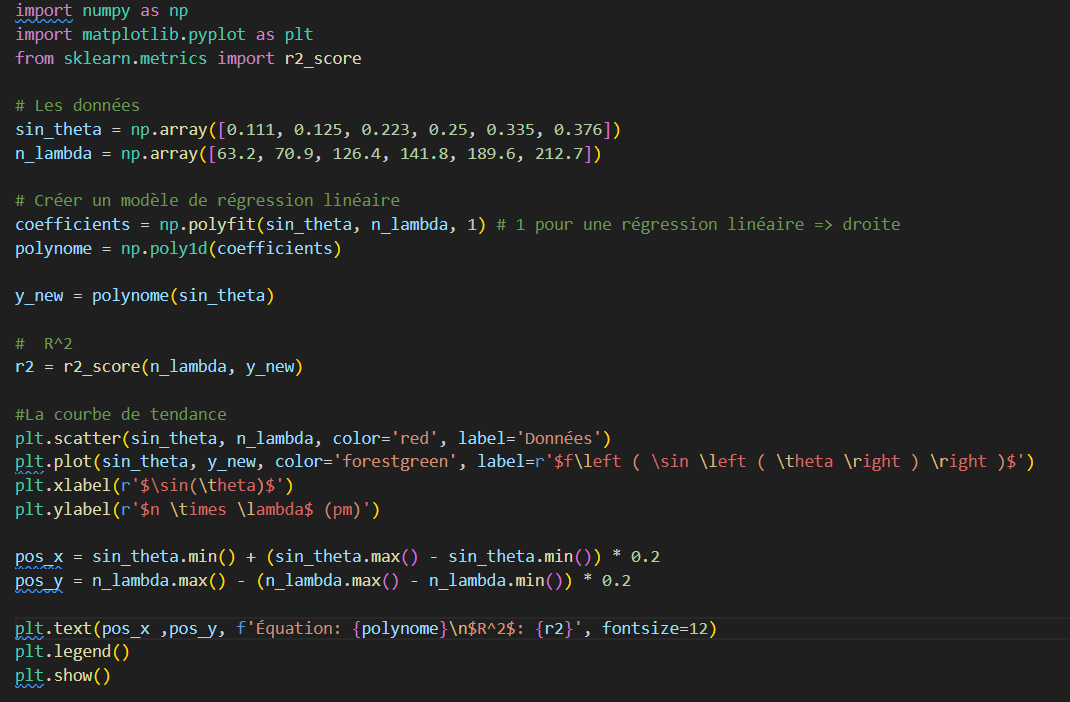 import numpy as np
import matplotlib.pyplot as plt
from sklearn.metrics import r2_score
# Les données
sin_theta = np.array([0.111, 0.125, 0.223, 0.25, 0.335, 0.376])
n_lambda = np.array([63.2, 70.9, 126.4, 141.8, 189.6, 212.7])
# Créer un modèle de régression linéaire
coefficients = np.polyfit(sin_theta, n_lambda, 1) # 1 pour une régression linéaire => droite
polynome = np.poly1d(coefficients)
y_new = polynome(sin_theta)
#  R^2
r2 = r2_score(n_lambda, y_new)
#La courbe de tendance
plt.scatter(sin_theta, n_lambda, color='red', label='Données')
plt.plot(sin_theta, y_new, color='forestgreen', label=r'$f\left ( \sin \left ( \theta \right ) \right )$')
plt.xlabel(r'$\sin(\theta)$')
plt.ylabel(r'$n \times \lambda$ (pm)')
pos_x = sin_theta.min() + (sin_theta.max() - sin_theta.min()) * 0.2
pos_y = n_lambda.max() - (n_lambda.max() - n_lambda.min()) * 0.2
plt.text(pos_x ,pos_y, f'Équation: {polynome}\n$R^2$: {r2}', fontsize=12)
plt.legend()
plt.show()